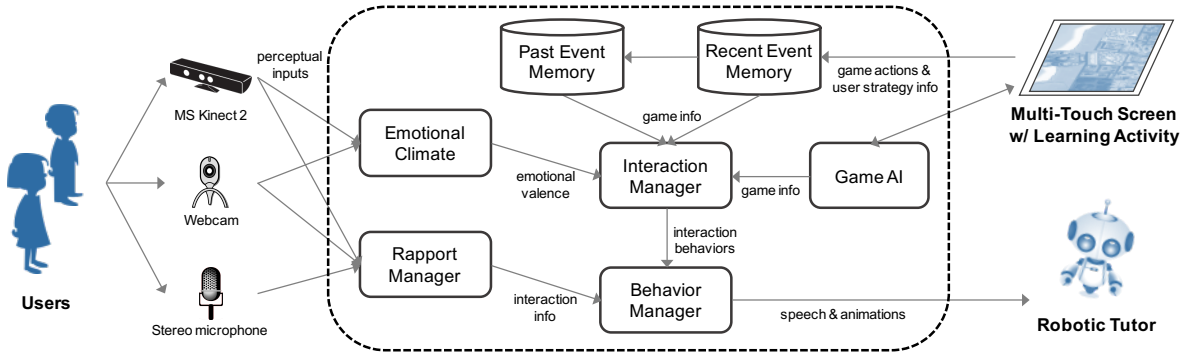 perceptual
inputs
MS Kinect 2
Webcam
Stereo microphone
Users
Past Event
Memory
Recent Event
Memory
game actions &
user strategy info
game info
Emotional
Climate
emotional
valence
Interaction
Manager
game info
Game AI
interaction
behaviors
Rapport
Manager
interaction
info
Behavior
Manager
speech & animations
Multi-Touch Screen
w/ Learning Activity
Robotic Tutor